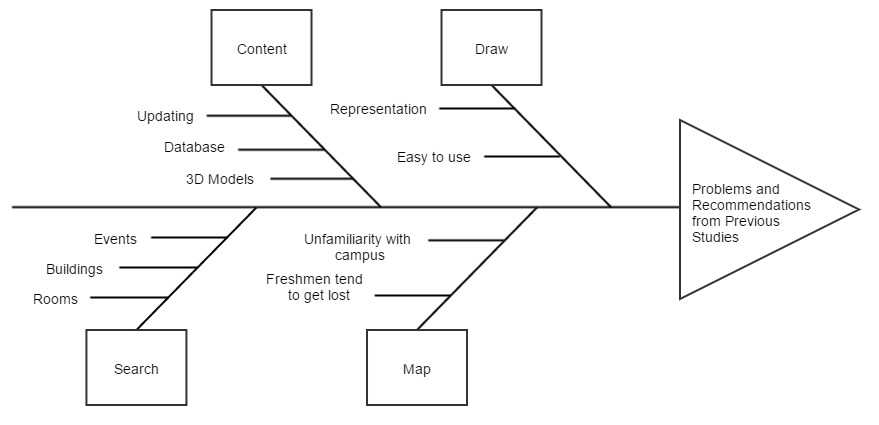 Content
Draw
Updating
Database
3D Models
Representation
Easy to use
Problems and
Recommendations
from Previous
Studies
Events
Buildings
Rooms
Unfamiliarity with
campus
Freshmen tend
to get lost
Search
Map